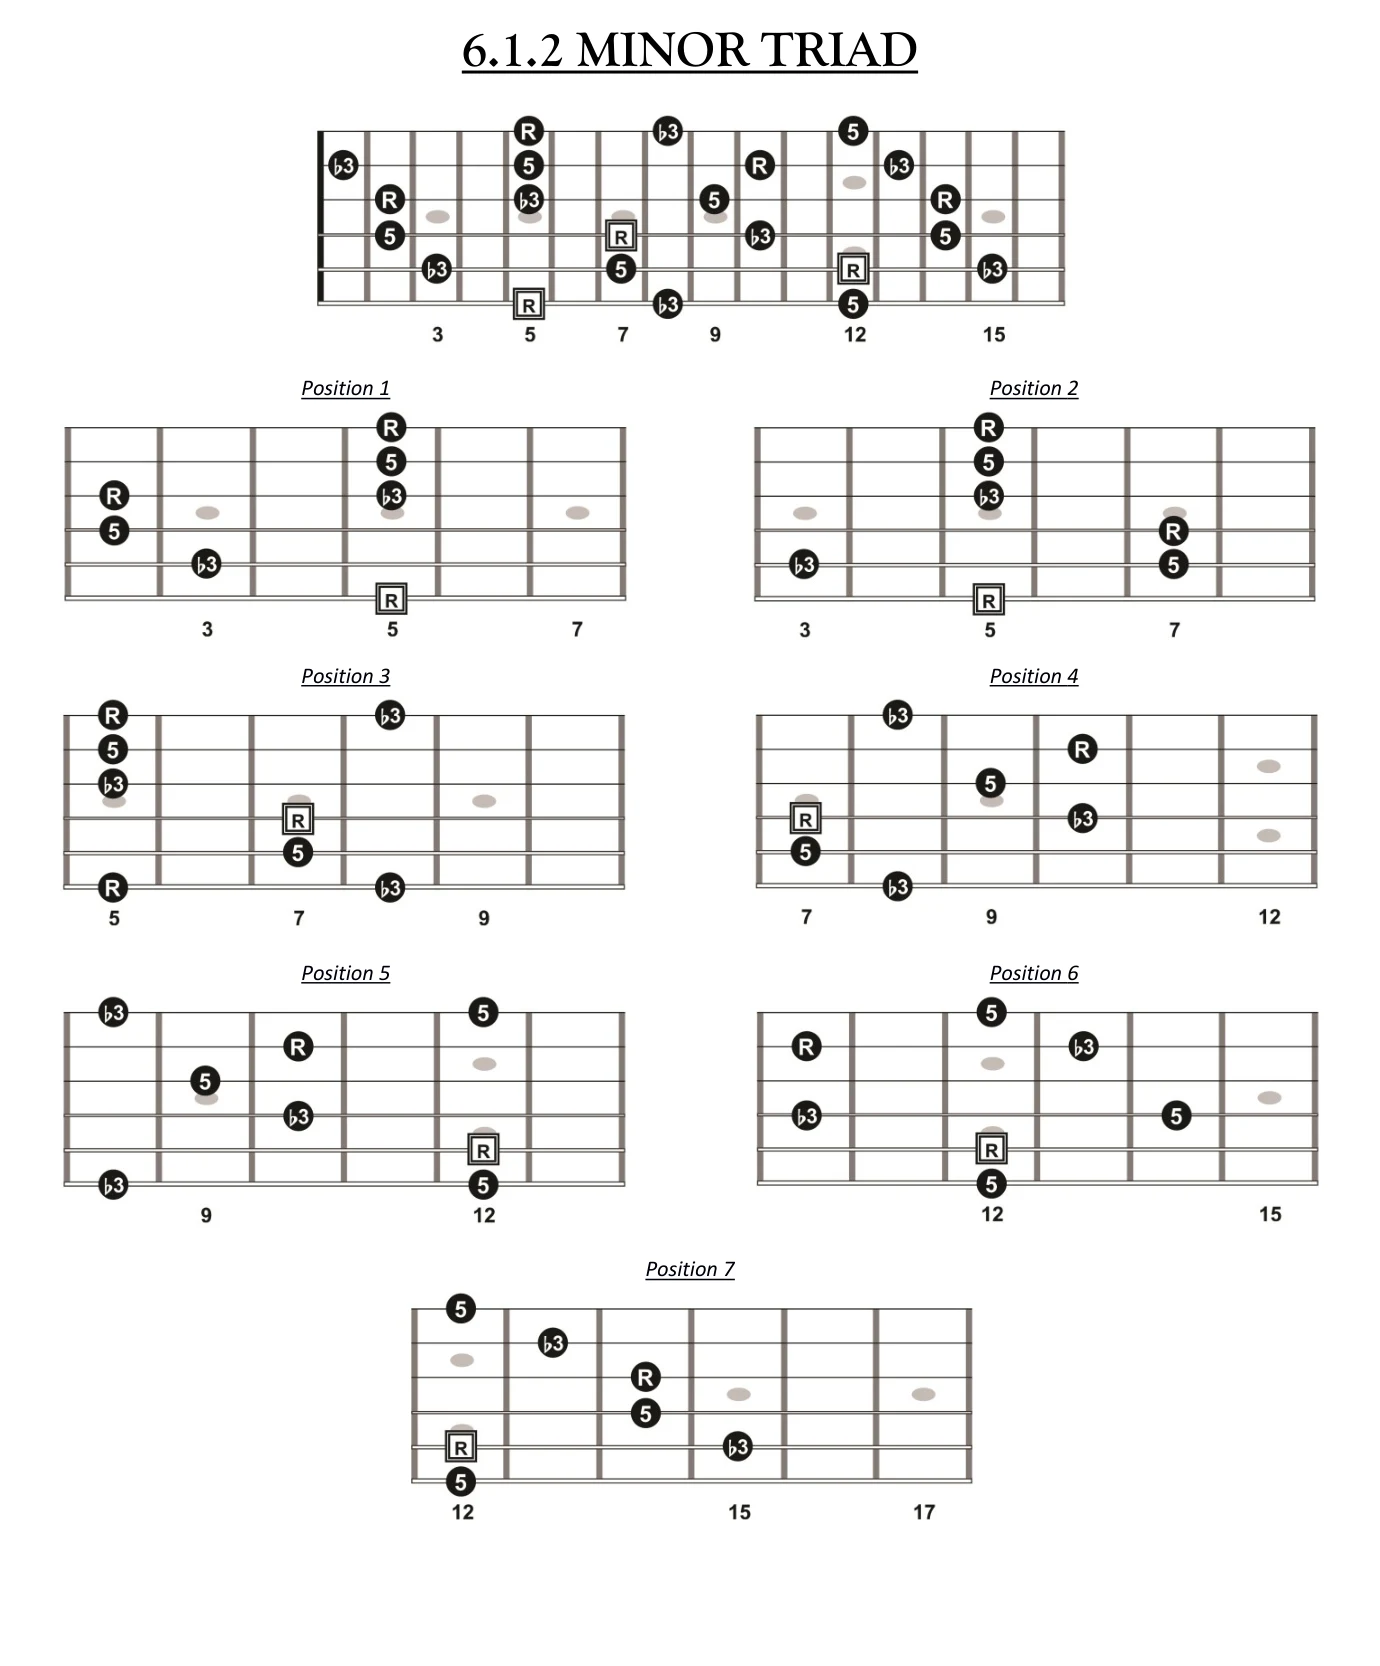 6.1.2 MINOR TRIAD
R ♭3 5
♭3 5 R ♭3
R ♭3 5 R
5 R ♭3 5
♭3 5 R ♭3
R ♭3 5
3 5 7 9 12 15
Position 1
R
5
R ♭3
5
♭3
R
3 5 7
Position 2
R
5
♭3
R
♭3 5
R
3 5 7
Position 3
R ♭3
5
♭3
R
5
R ♭3
5 7 9
Position 4
♭3
R
5
R ♭3
5
♭3
7 9 12
Position 5
♭3 5
R
5
♭3
R
♭3 5
9 12
Position 6
5
R ♭3
♭3 5
R
5
12 15
Position 7
5
♭3
R
5
R ♭3
5
12 15 17